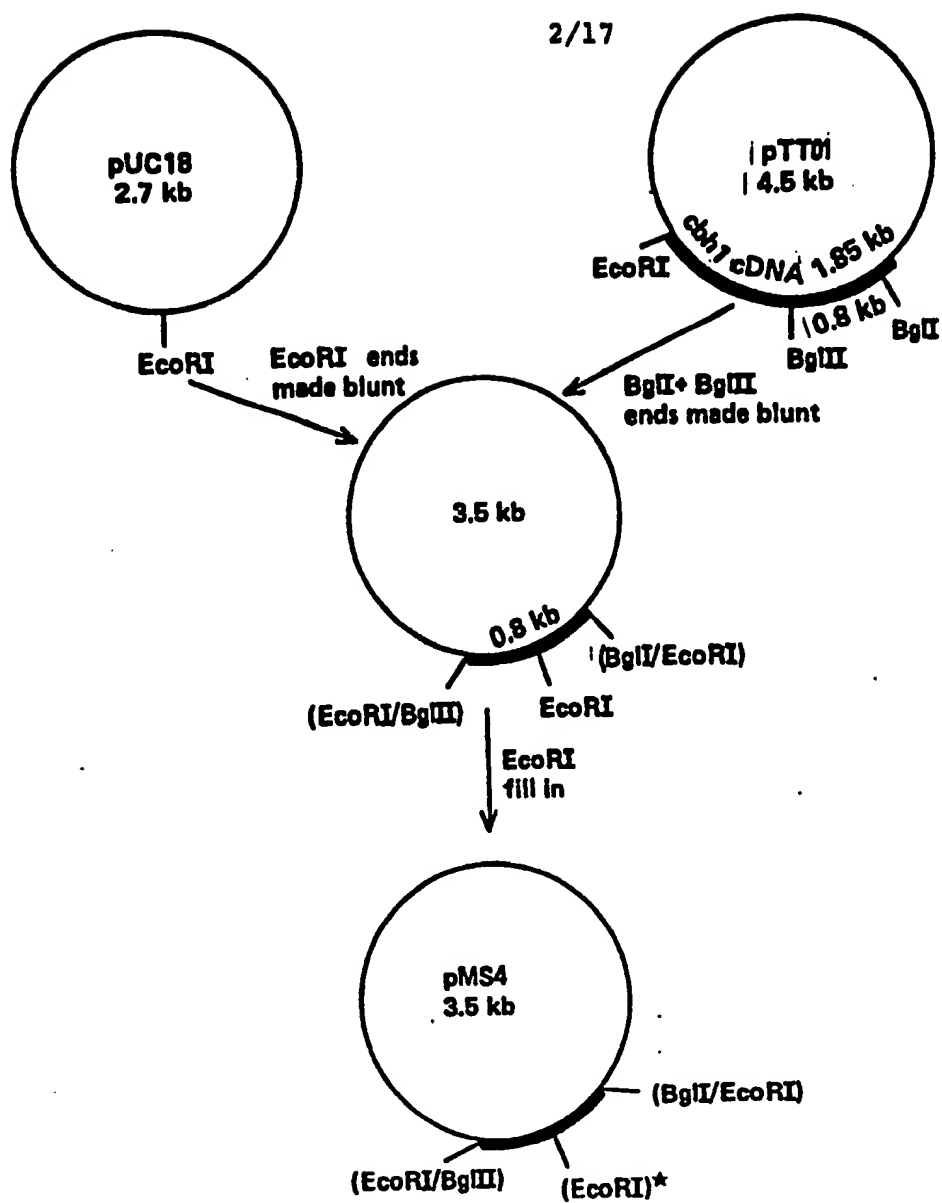 2/17
pUC18
2.7 kb
pTT01
4.5 kb
cbh1 cDNA 1.85 kb
EcoRI
0.8 kb
BglII
BglI
EcoRI
EcoRI ends
made blunt
BglI+ BglII
ends made blunt
3.5 kb
0.8 kb
(BglI/EcoRI)
(EcoRI/BglII)
EcoRI
EcoRI
fill in
pMS4
3.5 kb
(BglI/EcoRI)
(EcoRI/BglII)
(EcoRI)*